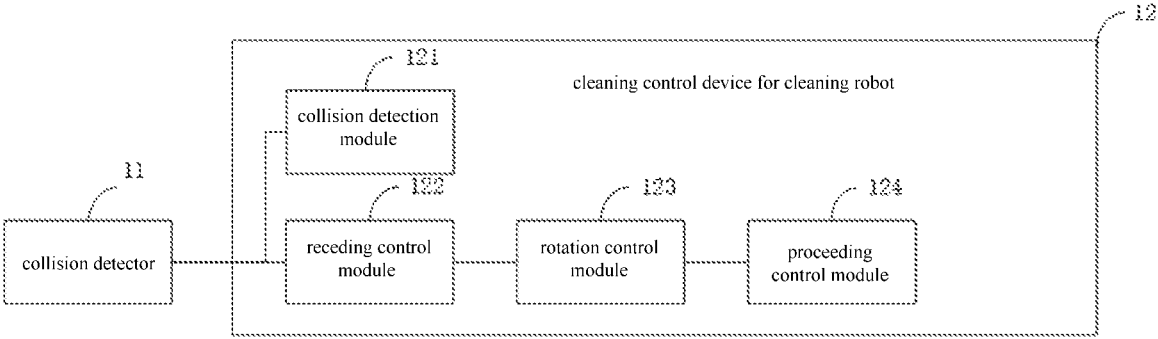 12
121
cleaning control device for cleaning robot
collision detection
module
11
122
123
124
collision detector
receding control
module
rotation control
module
proceeding
control module